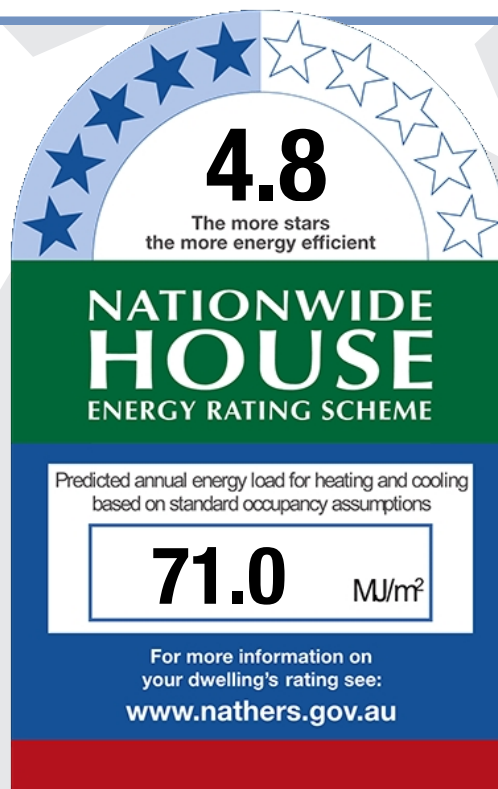 4.8
The more stars
the more energy efficient
NATIONWIDE
HOUSE
ENERGY RATING SCHEME
Predicted annual energy load for heating and cooling
based on standard occupancy assumptions
71.0 MJ/m²
For more information on
your dwelling's rating see:
www.nathers.gov.au